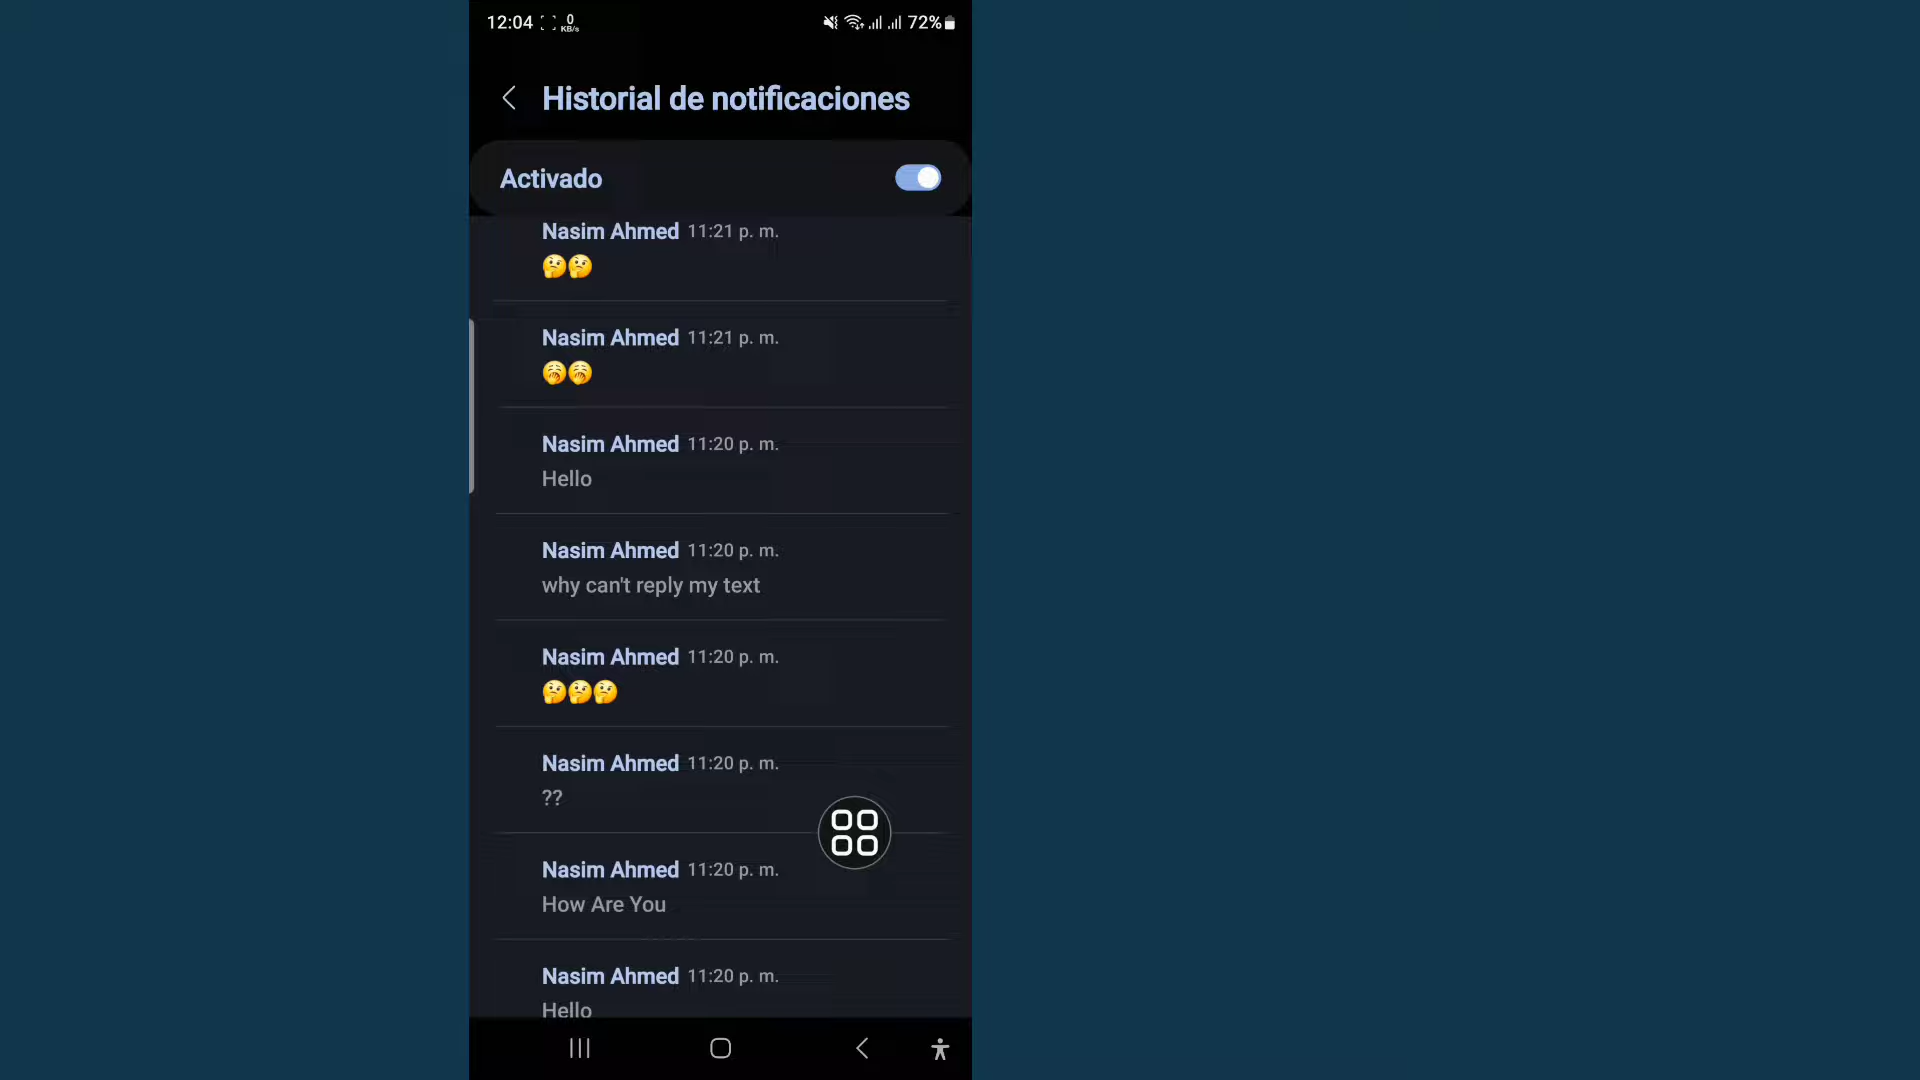 12:04 0 KB/s 72%
Historial de notificaciones
Activado
Nasim Ahmed 11:21 p. m.
🤔🤔
Nasim Ahmed 11:21 p. m.
🥱🥱
Nasim Ahmed 11:20 p. m.
Hello
Nasim Ahmed 11:20 p. m.
why can't reply my text
Nasim Ahmed 11:20 p. m.
🤔🤔🤔
Nasim Ahmed 11:20 p. m.
??
Nasim Ahmed 11:20 p. m.
How Are You
Nasim Ahmed 11:20 p. m.
Hello